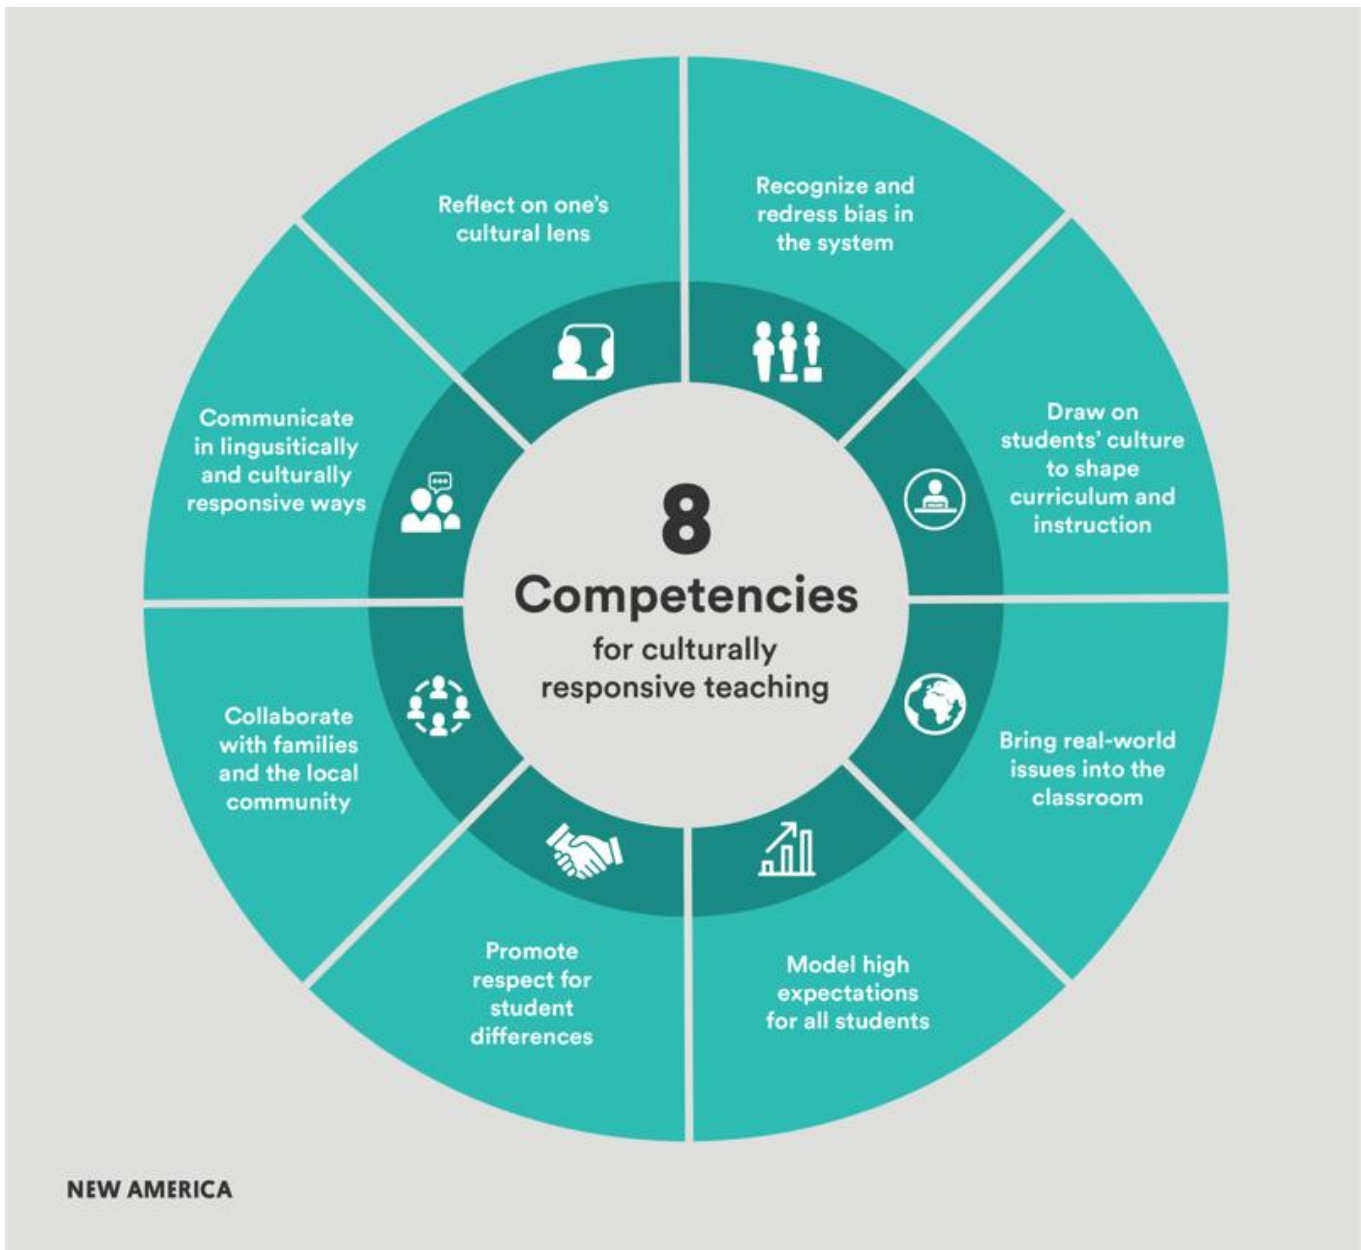 8
Competencies
for culturally
responsive teaching
Reflect on one's
cultural lens
Recognize and
redress bias in
the system
Draw on
students' culture
to shape
curriculum and
instruction
Bring real-world
issues into the
classroom
Model high
expectations
for all students
Promote
respect for
student
differences
Collaborate
with families
and the local
community
Communicate
in lingusitically
and culturally
responsive ways
NEW AMERICA